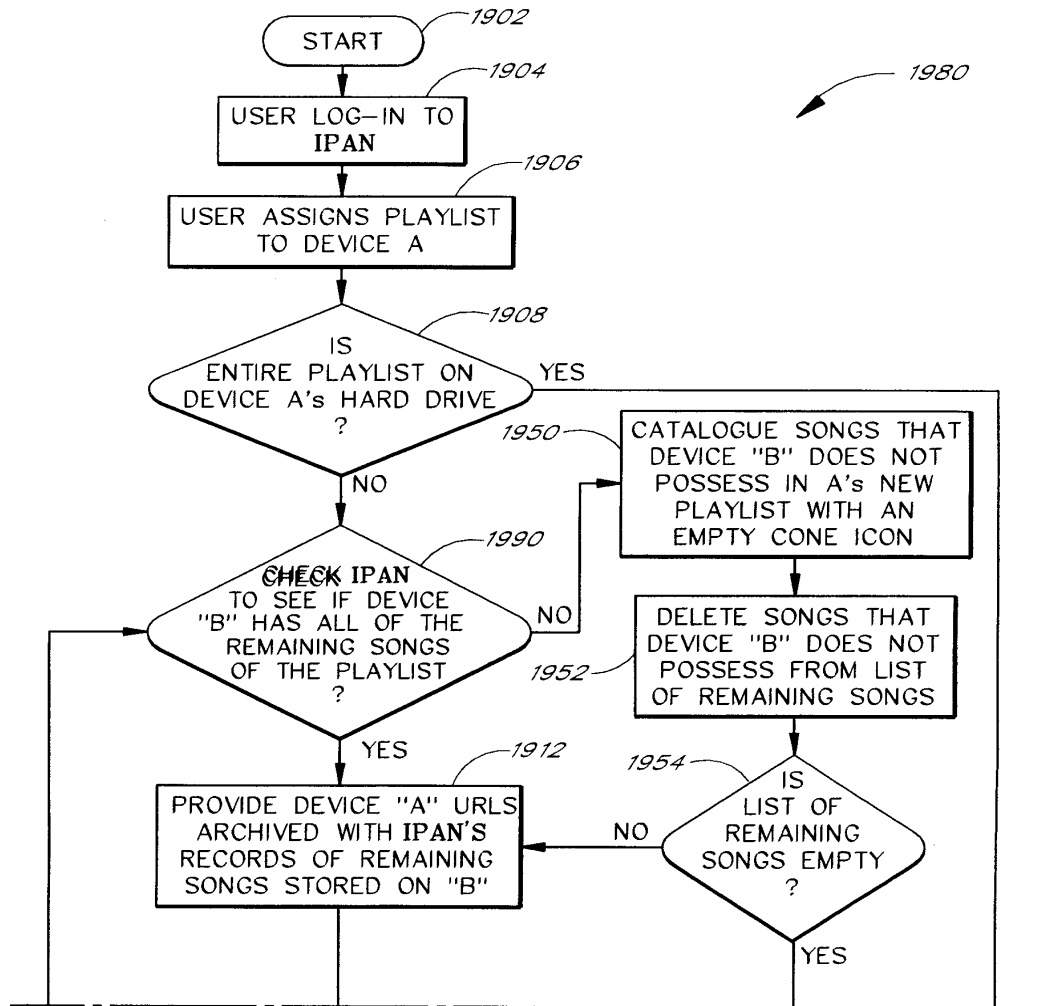 1902
START
1904
1980
USER LOG-IN TO
IPAN
1906
USER ASSIGNS PLAYLIST
TO DEVICE A
1908
IS
ENTIRE PLAYLIST ON
DEVICE A's HARD DRIVE
?
YES
NO
1950
CATALOGUE SONGS THAT
DEVICE "B" DOES NOT
POSSESS IN A's NEW
PLAYLIST WITH AN
EMPTY CONE ICON
1990
CHECK IPAN
TO SEE IF DEVICE
"B" HAS ALL OF THE
REMAINING SONGS
OF THE PLAYLIST
?
NO
YES
1952
DELETE SONGS THAT
DEVICE "B" DOES NOT
POSSESS FROM LIST
OF REMAINING SONGS
1912
PROVIDE DEVICE "A" URLS
ARCHIVED WITH IPAN'S
RECORDS OF REMAINING
SONGS STORED ON "B"
1954
IS
LIST OF
REMAINING
SONGS EMPTY
?
NO
YES